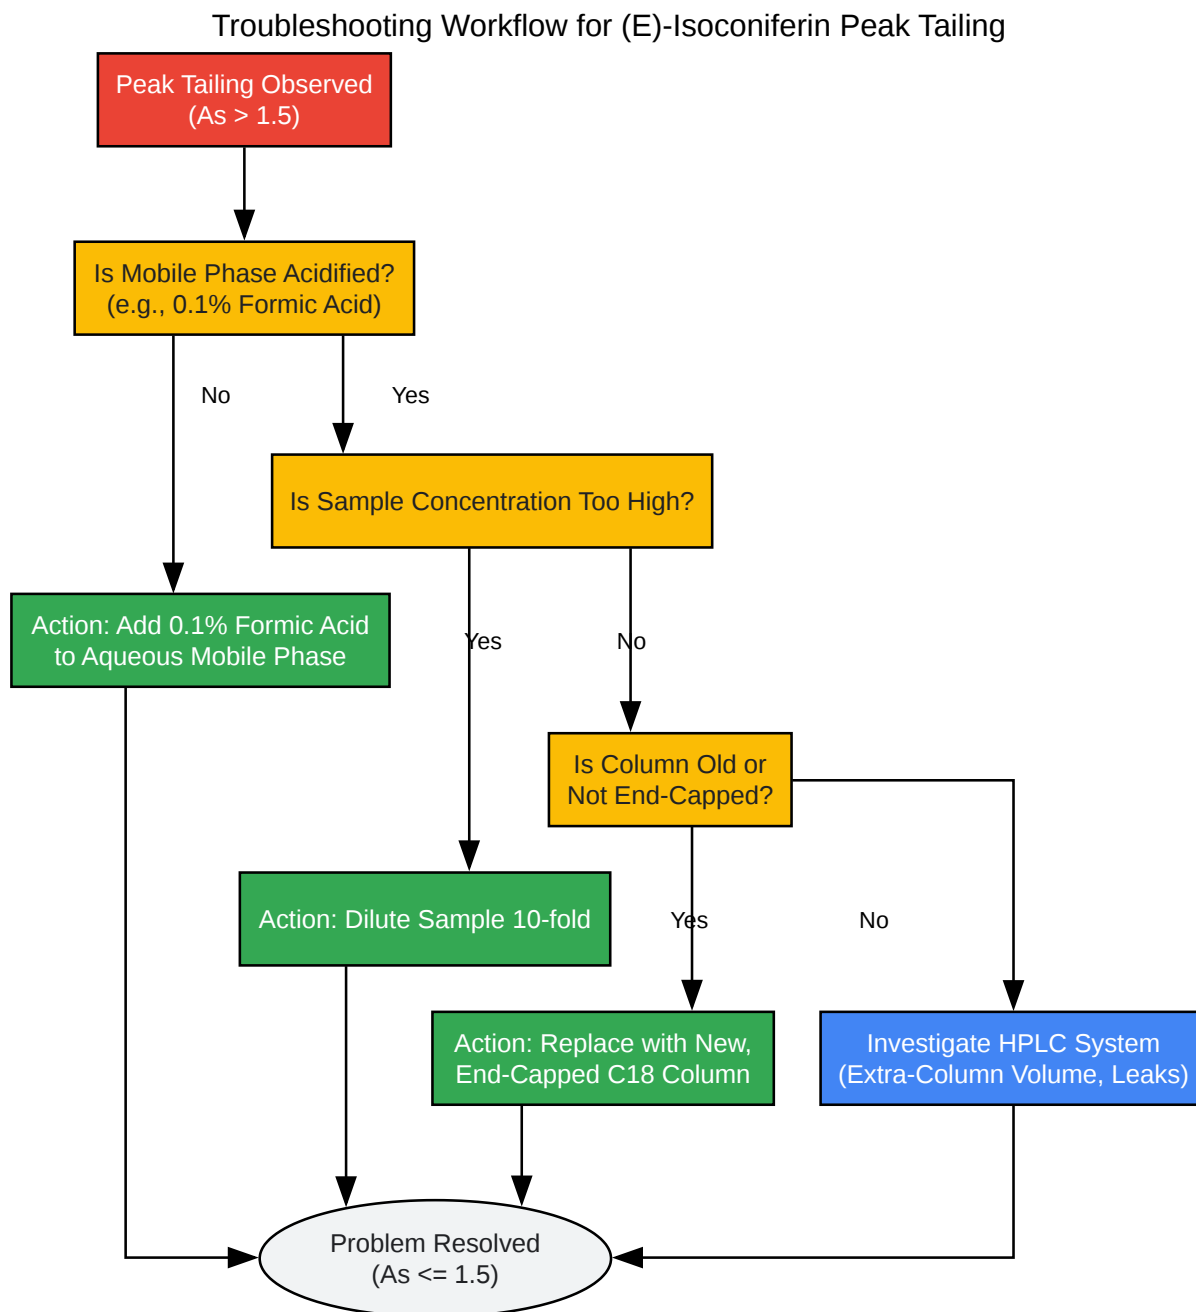 Troubleshooting Workflow for (E)-Isoconiferin Peak Tailing
Peak Tailing Observed
(As > 1.5)
Is Mobile Phase Acidified?
(e.g., 0.1% Formic Acid)
No
Yes
Is Sample Concentration Too High?
Action: Add 0.1% Formic Acid
to Aqueous Mobile Phase
Yes
No
Is Column Old or
Not End-Capped?
Action: Dilute Sample 10-fold
Yes
No
Action: Replace with New,
End-Capped C18 Column
Investigate HPLC System
(Extra-Column Volume, Leaks)
Problem Resolved
(As <= 1.5)